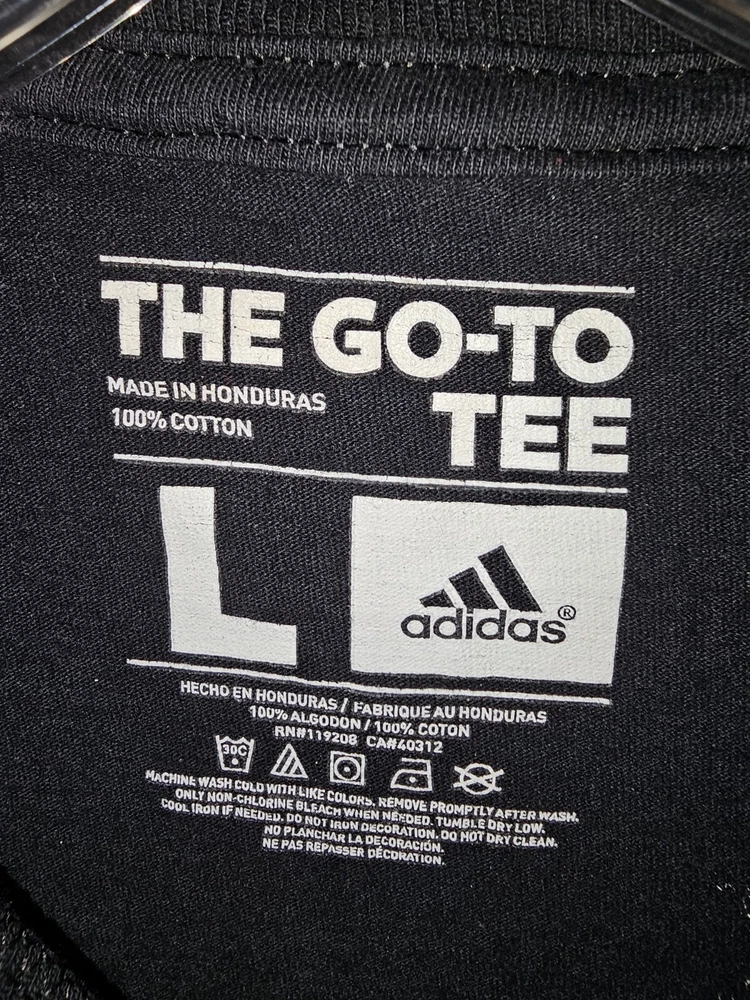 THE GO-TO
TEE
MADE IN HONDURAS
100% COTTON
L
adidas®
HECHO EN HONDURAS / FABRIQUE AU HONDURAS
100% ALGODON / 100% COTON
RN#119208 CA#40312
30C
MACHINE WASH COLD WITH LIKE COLORS. REMOVE PROMPTLY AFTER WASH.
ONLY NON-CHLORINE BLEACH WHEN NEEDED. TUMBLE DRY LOW.
COOL IRON IF NEEDED. DO NOT IRON DECORATION. DO NOT DRY CLEAN.
NO PLANCHAR LA DECORACIÓN.
NE PAS REPASSER DÉCORATION.